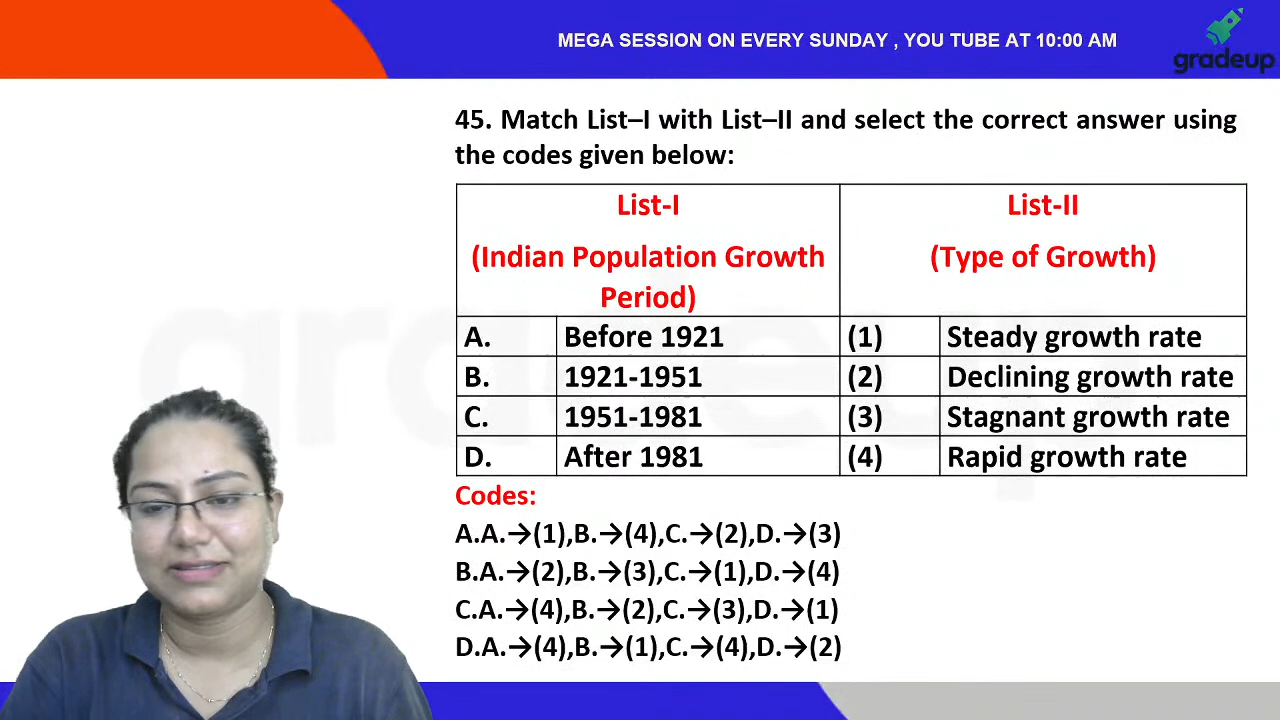 MEGA SESSION ON EVERY SUNDAY , YOU TUBE AT 10:00 AM
gradeup
45. Match List–I with List–II and select the correct answer using
the codes given below:
List-I
(Indian Population Growth
Period)
List-II
(Type of Growth)
A. Before 1921 (1) Steady growth rate
B. 1921-1951 (2) Declining growth rate
C. 1951-1981 (3) Stagnant growth rate
D. After 1981 (4) Rapid growth rate
Codes:
A.A.→(1),B.→(4),C.→(2),D.→(3)
B.A.→(2),B.→(3),C.→(1),D.→(4)
C.A.→(4),B.→(2),C.→(3),D.→(1)
D.A.→(4),B.→(1),C.→(4),D.→(2)
gradeup